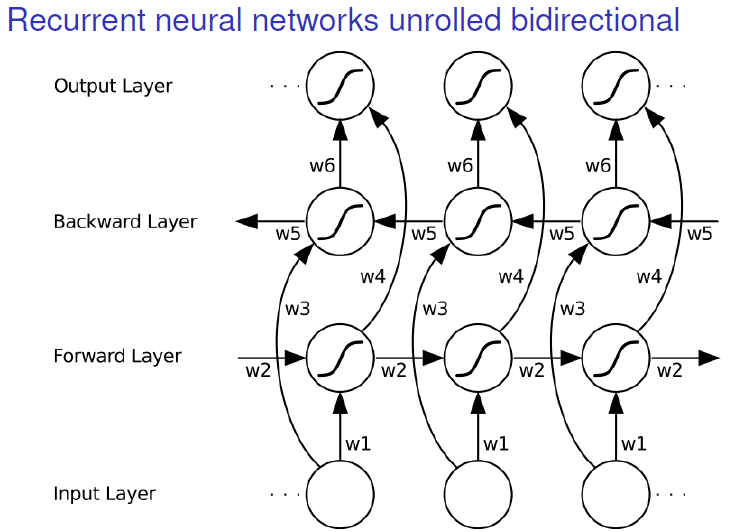 Recurrent neural networks unrolled bidirectional
Output Layer
. . .
. . .
w6
w6
w6
Backward Layer
w5
w5
w5
w5
w4
w4
w4
w3
w3
w3
Forward Layer
w2
w2
w2
w2
w1
w1
w1
Input Layer
. . .
. . .